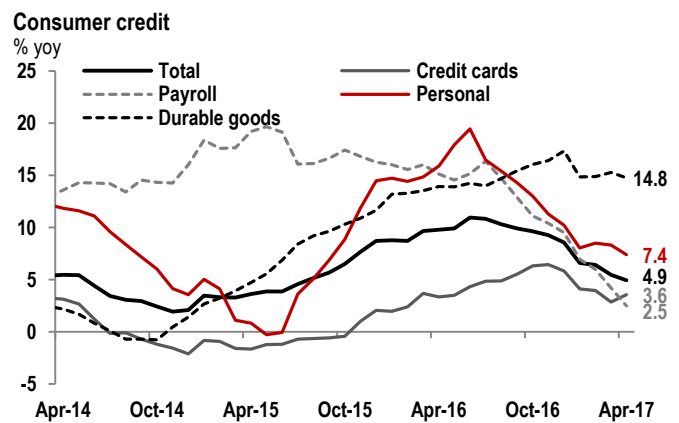 Consumer credit
% yoy
Total Credit cards
Payroll Personal
Durable goods
25
20
15
10
5
0
-5
14.8
7.4
4.9
3.6
2.5
Apr-14 Oct-14 Apr-15 Oct-15 Apr-16 Oct-16 Apr-17